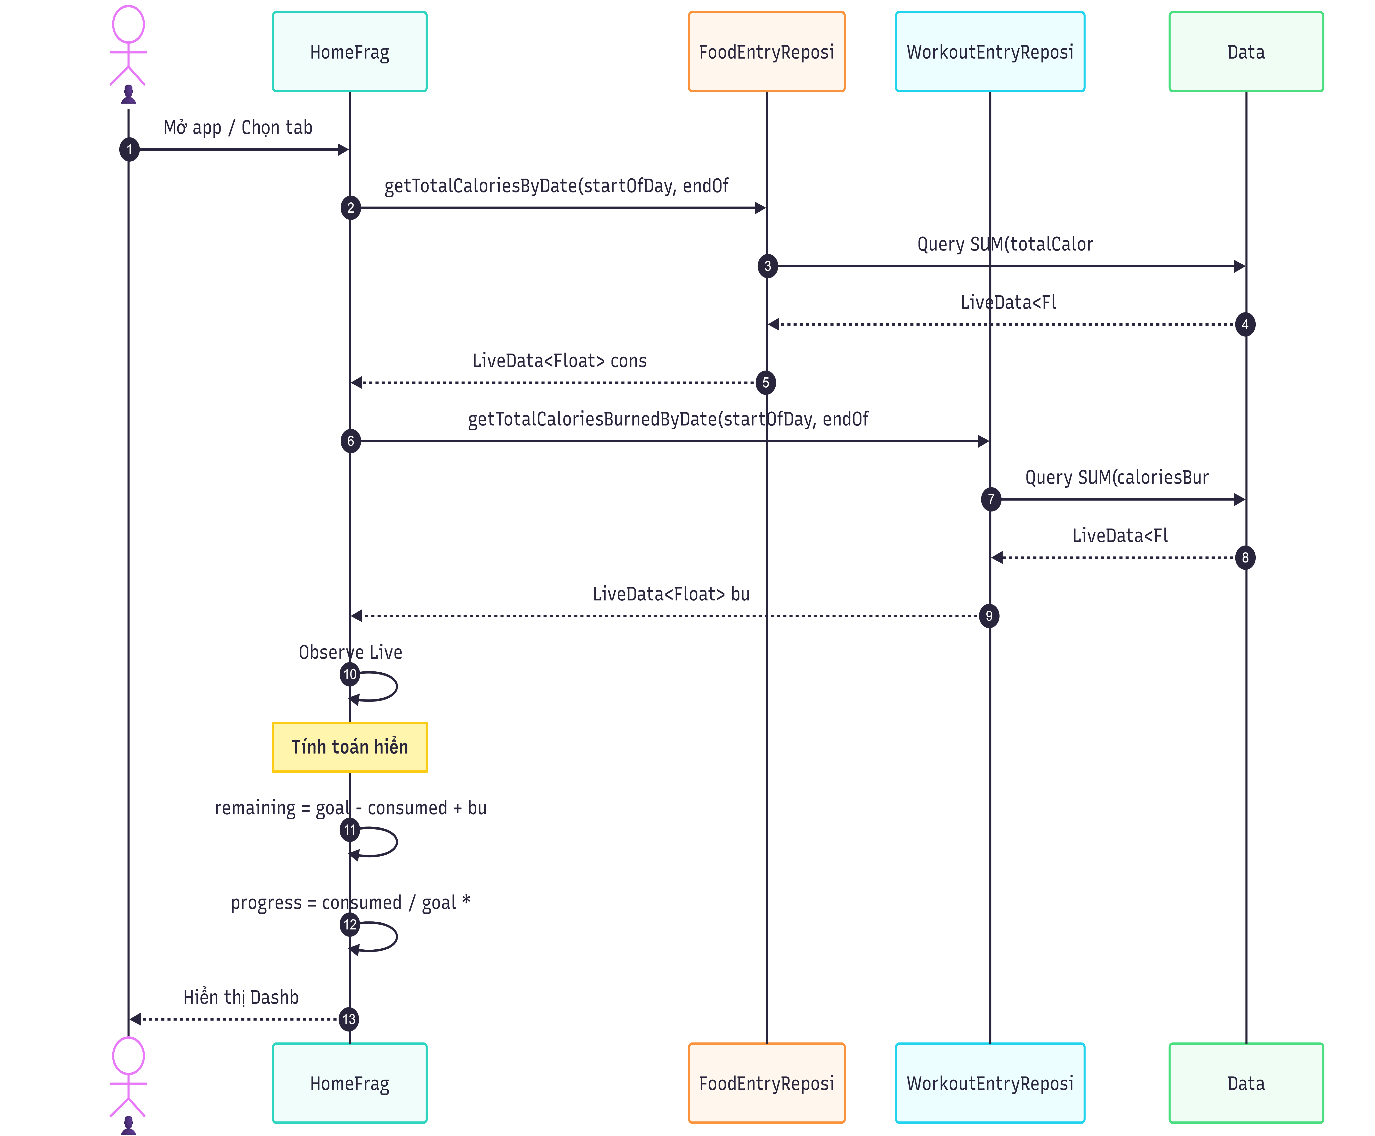 HomeFrag
FoodEntryReposi
WorkoutEntryReposi
Data
Mở app / Chọn tab
1
getTotalCaloriesByDate(startOfDay, endOf
2
Query SUM(totalCalor
3
LiveData<Fl
4
LiveData<Float> cons
5
getTotalCaloriesBurnedByDate(startOfDay, endOf
6
Query SUM(caloriesBur
7
LiveData<Fl
8
LiveData<Float> bu
9
Observe Live
10
Tính toán hiển
remaining = goal - consumed + bu
11
progress = consumed / goal *
12
Hiển thị Dashb
13
HomeFrag
FoodEntryReposi
WorkoutEntryReposi
Data